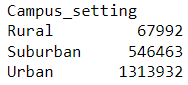 Campus_setting
Rural 67992
Suburban 546463
Urban 1313932